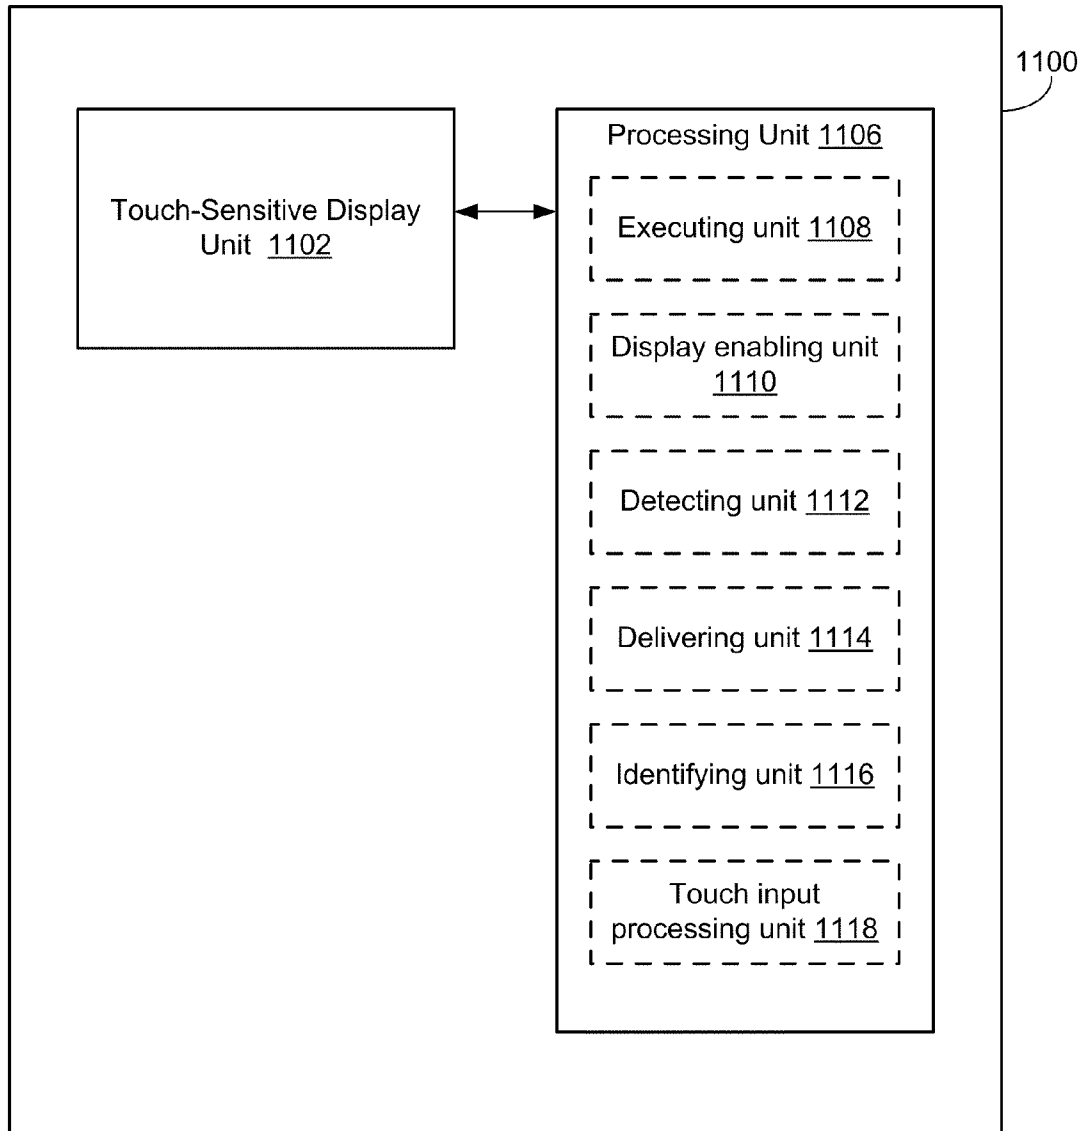 1100
Touch-Sensitive Display
Unit 1102
Processing Unit 1106
Executing unit 1108
Display enabling unit
1110
Detecting unit 1112
Delivering unit 1114
Identifying unit 1116
Touch input
processing unit 1118